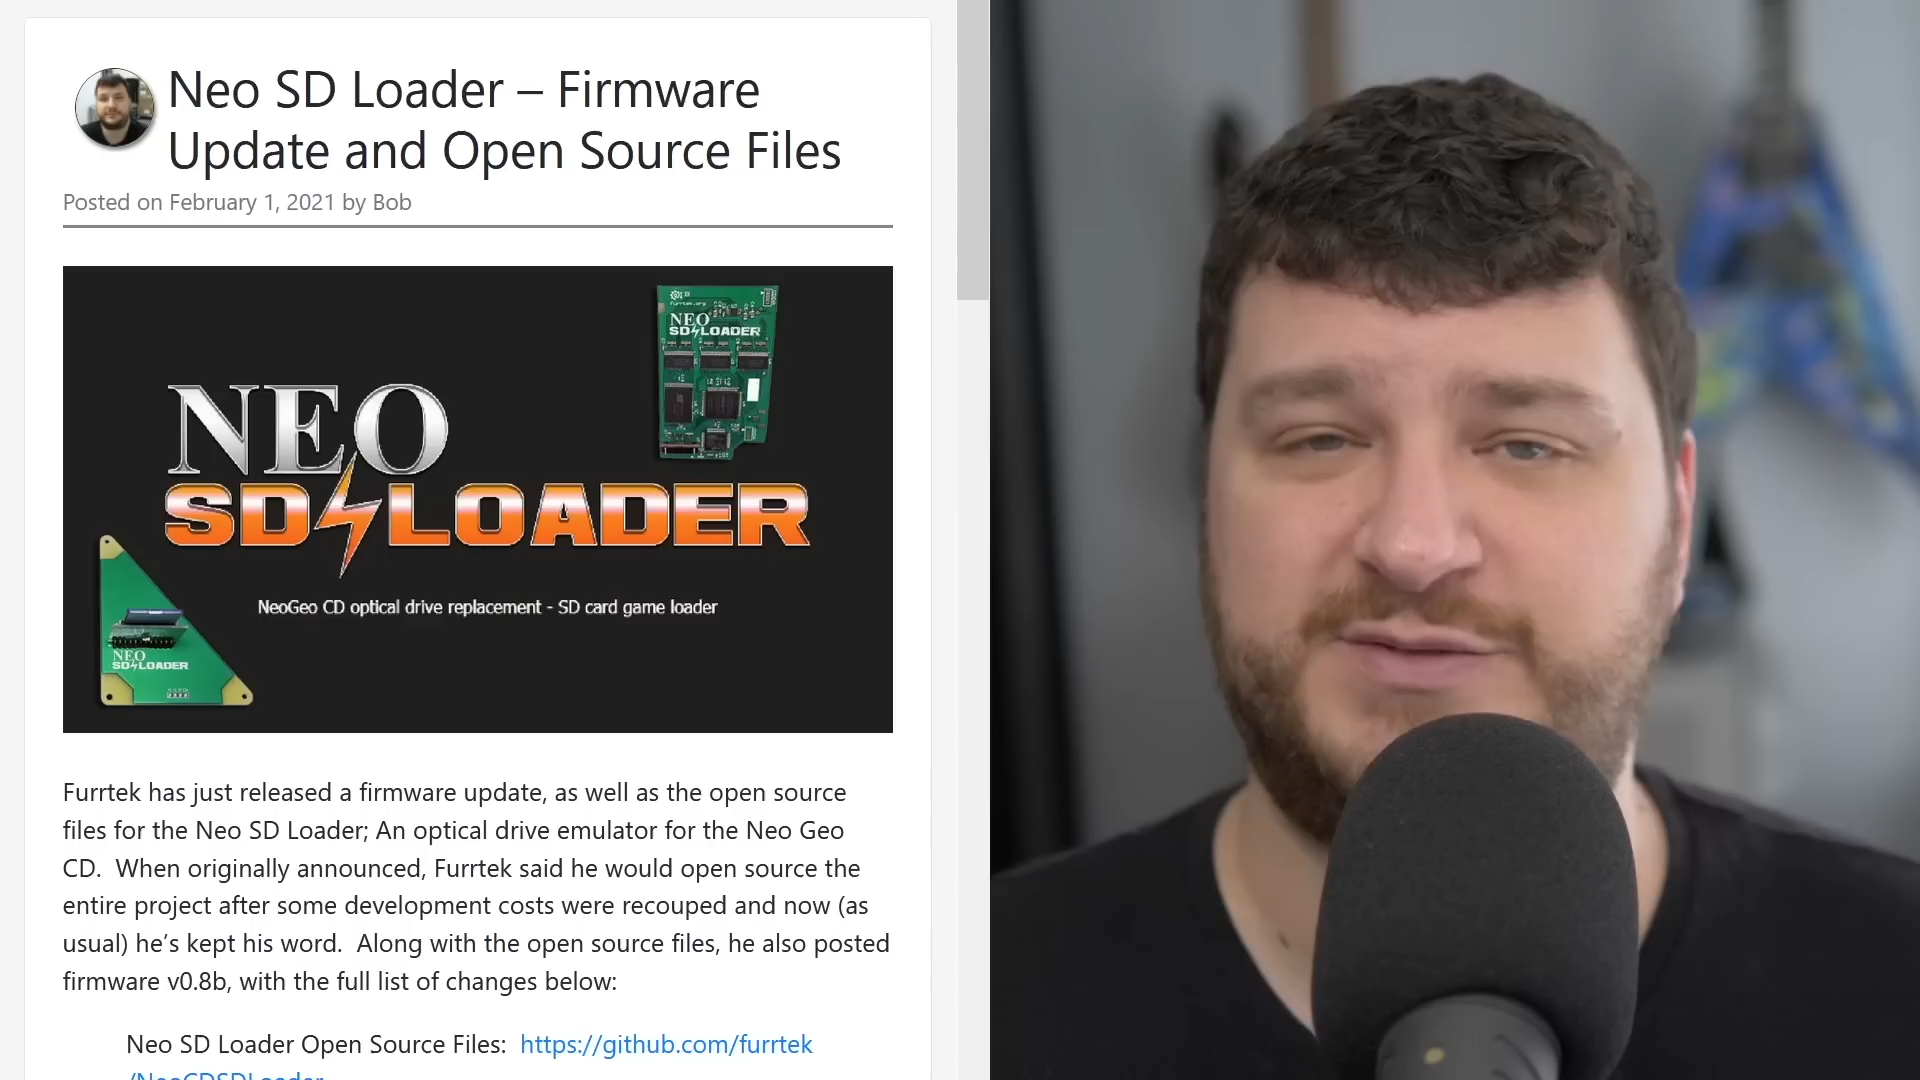 Neo SD Loader – Firmware
Update and Open Source Files
Posted on February 1, 2021 by Bob
NEO
SD LOADER
NEO
SD LOADER
NeoGeo CD optical drive replacement - SD card game loader
NEO
SD LOADER
Furrtek has just released a firmware update, as well as the open source
files for the Neo SD Loader; An optical drive emulator for the Neo Geo
CD.  When originally announced, Furrtek said he would open source the
entire project after some development costs were recouped and now (as
usual) he’s kept his word.  Along with the open source files, he also posted
firmware v0.8b, with the full list of changes below:
Neo SD Loader Open Source Files:  https://github.com/furrtek
/NeoCDSDLoader